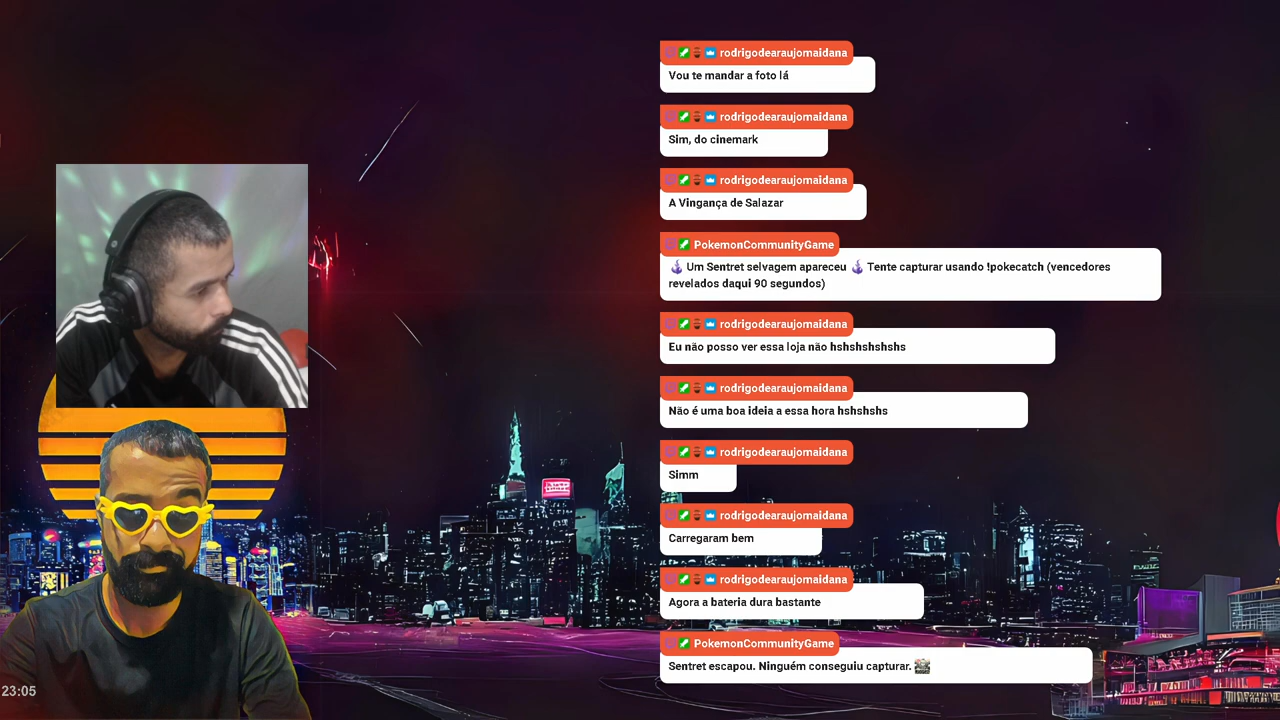 rodrigodearaujomaidana
Vou te mandar a foto lá
rodrigodearaujomaidana
Sim, do cinemark
rodrigodearaujomaidana
A Vingança de Salazar
PokemonCommunityGame
Um Sentret selvagem apareceu Tente capturar usando !pokecatch (vencedores
revelados daqui 90 segundos)
rodrigodearaujomaidana
Eu não posso ver essa loja não hshshshshshs
rodrigodearaujomaidana
Não é uma boa ideia a essa hora hshshshs
rodrigodearaujomaidana
Simm
rodrigodearaujomaidana
Carregaram bem
rodrigodearaujomaidana
Agora a bateria dura bastante
PokemonCommunityGame
Sentret escapou. Ninguém conseguiu capturar.
23:05